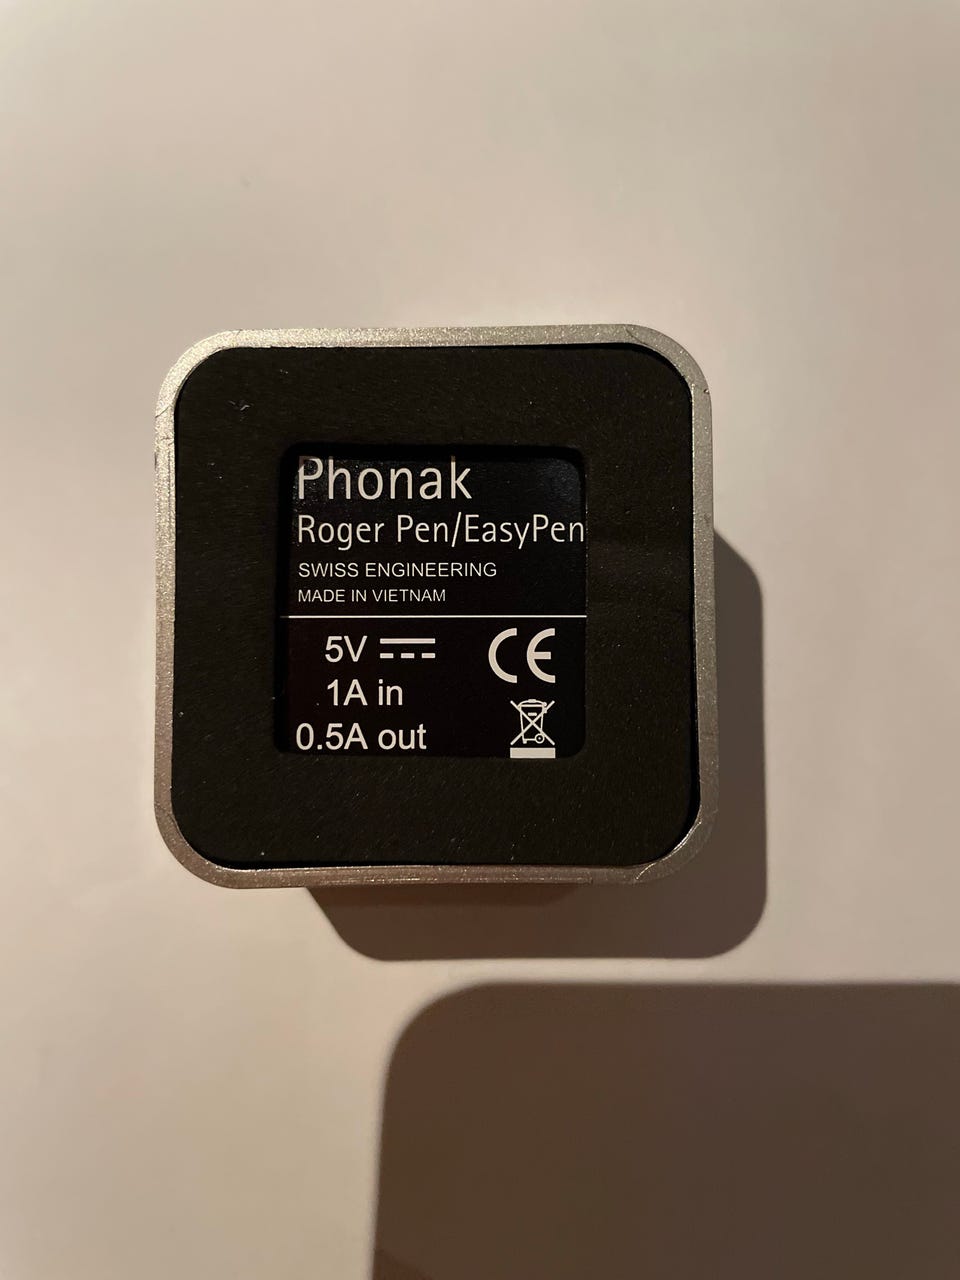 Phonak
Roger Pen/EasyPen
SWISS ENGINEERING
MADE IN VIETNAM
5V
1A in
0.5A out
CE